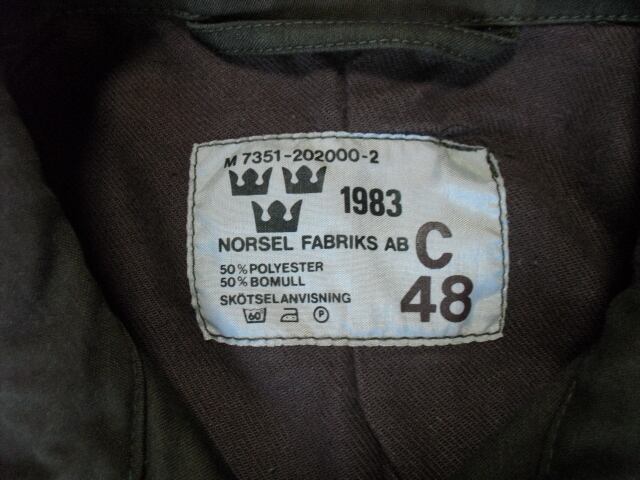 M 7351-202000-2
1983
NORSEL FABRIKS AB C
50% POLYESTER
50% BOMULL
SKÖTSELANVISNING
48
60° P